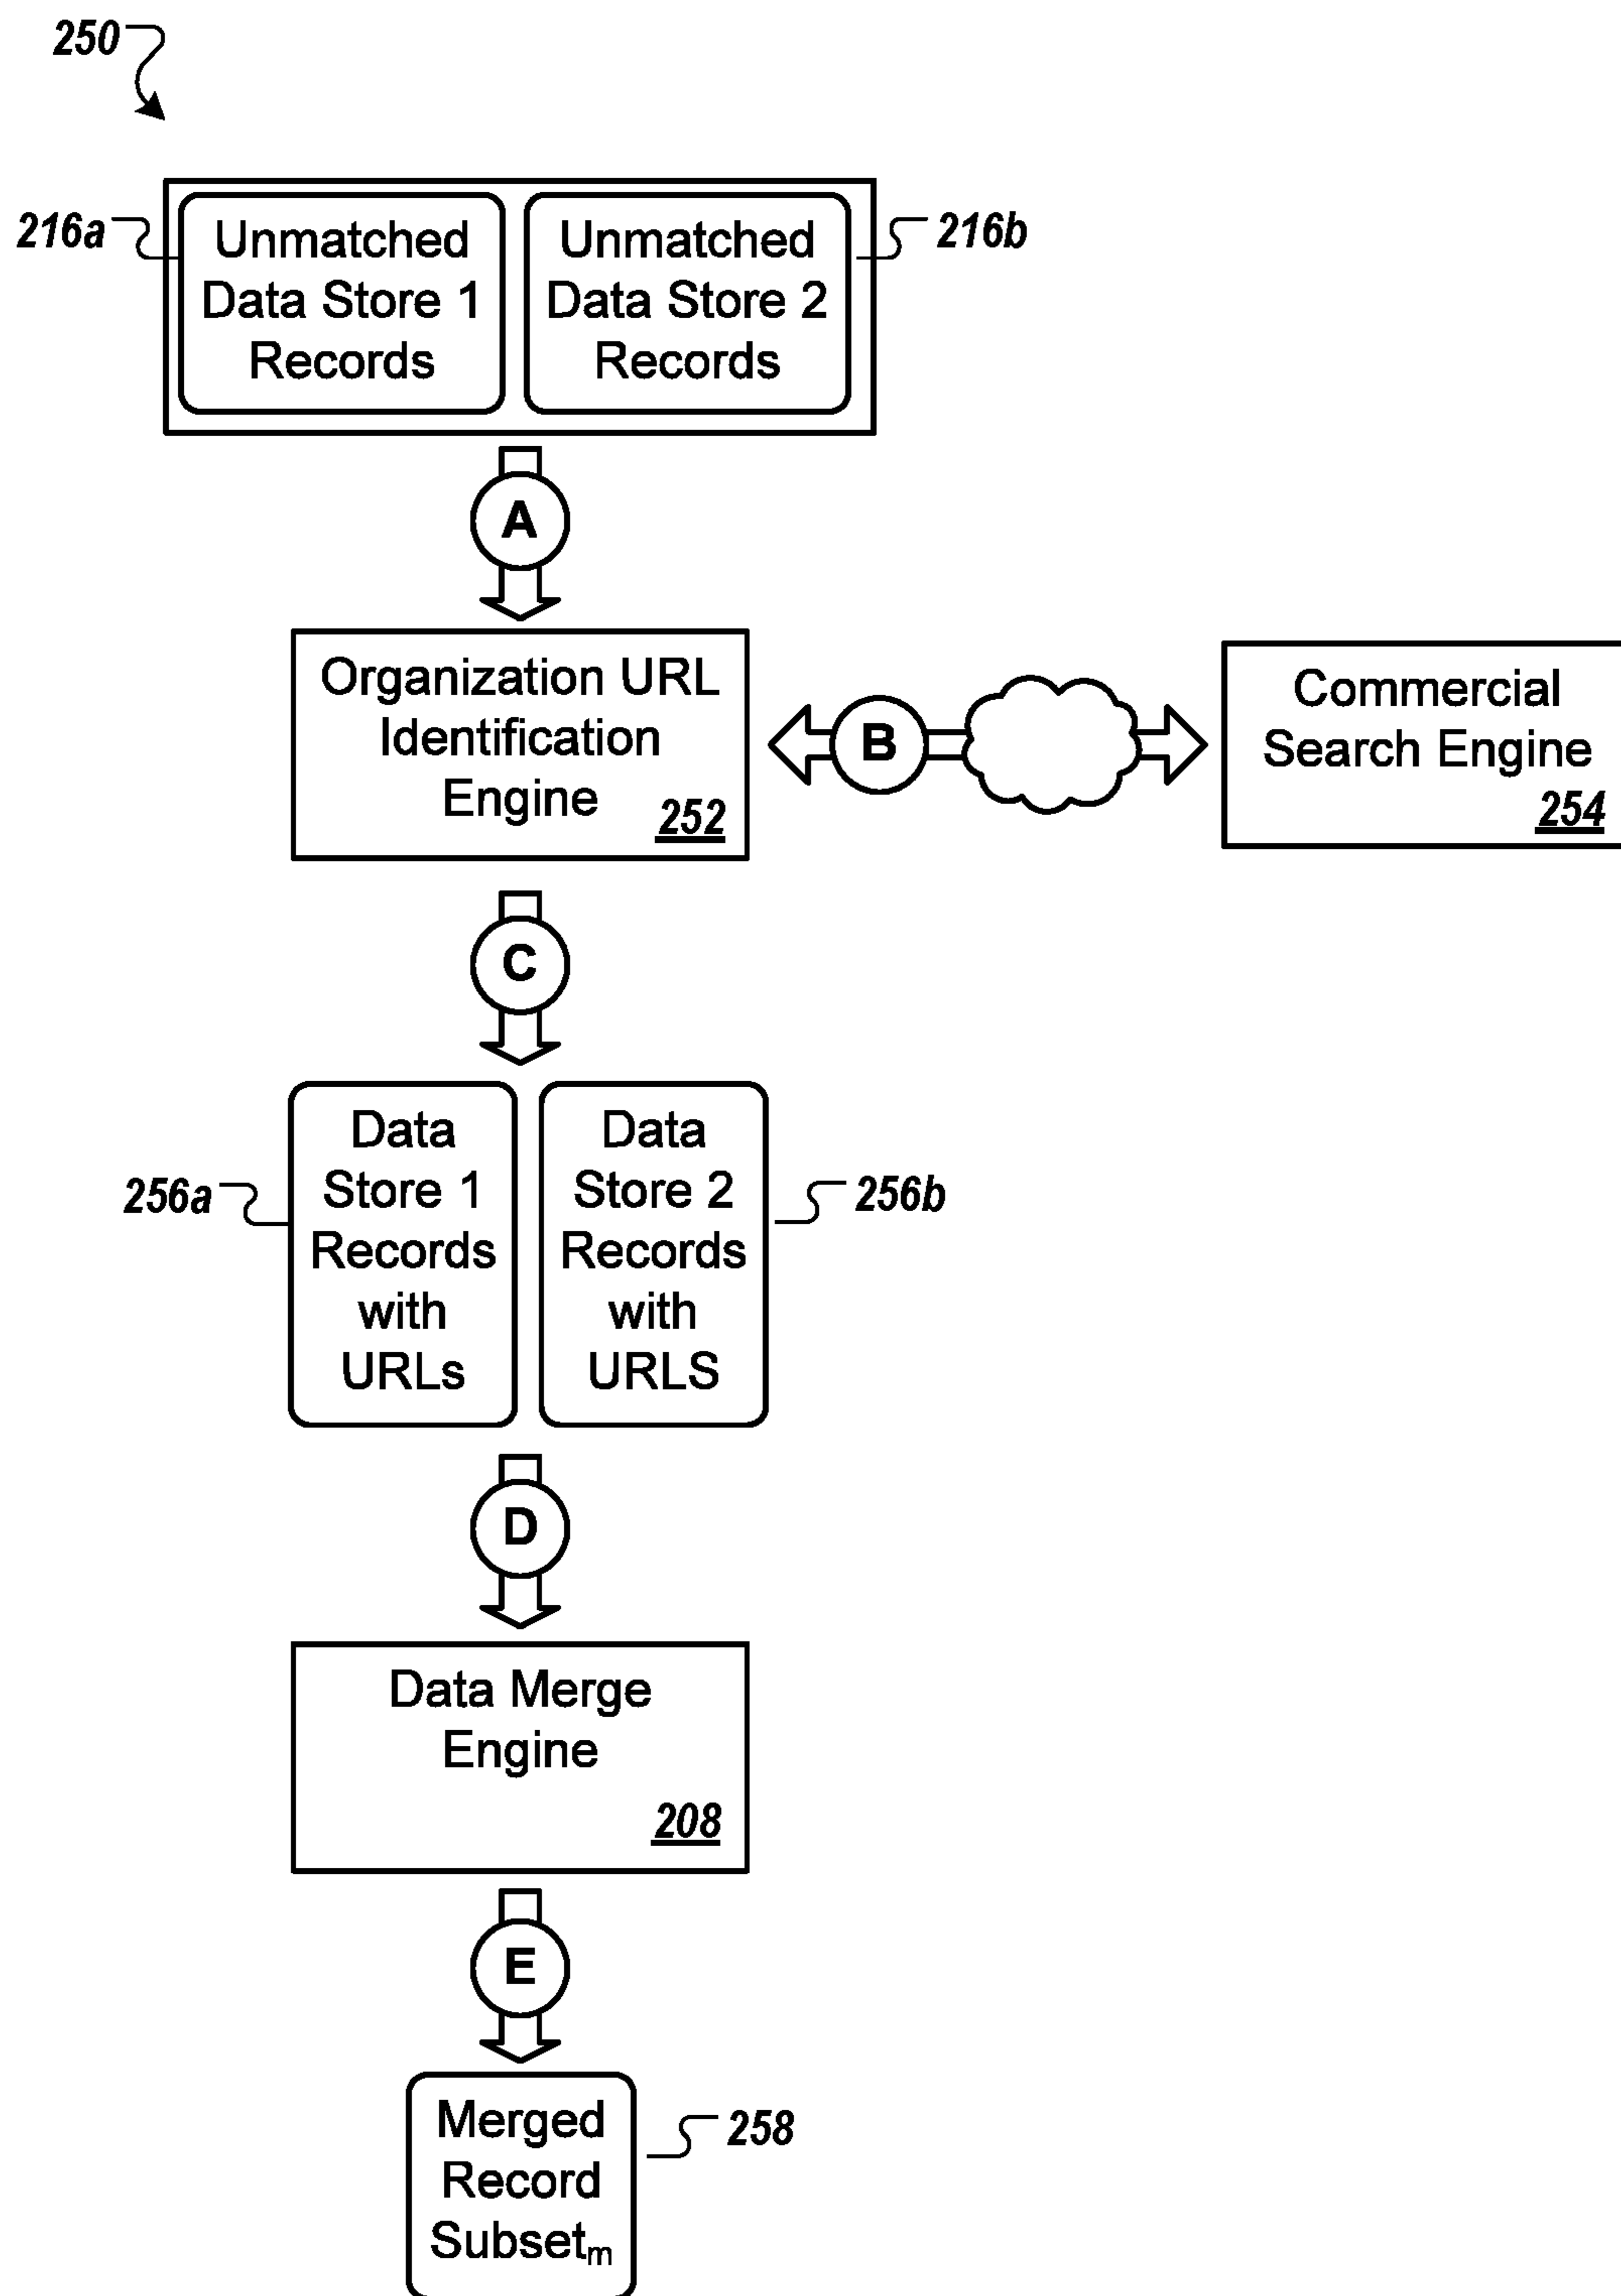 250
216a
Unmatched
Data Store 1
Records
Unmatched
Data Store 2
Records
216b
A
Organization URL
Identification
Engine
252
B
Commercial
Search Engine
254
C
256a
Data
Store 1
Records
with
URLs
Data
Store 2
Records
with
URLS
256b
D
Data Merge
Engine
208
E
Merged
Record
Subsetm
258